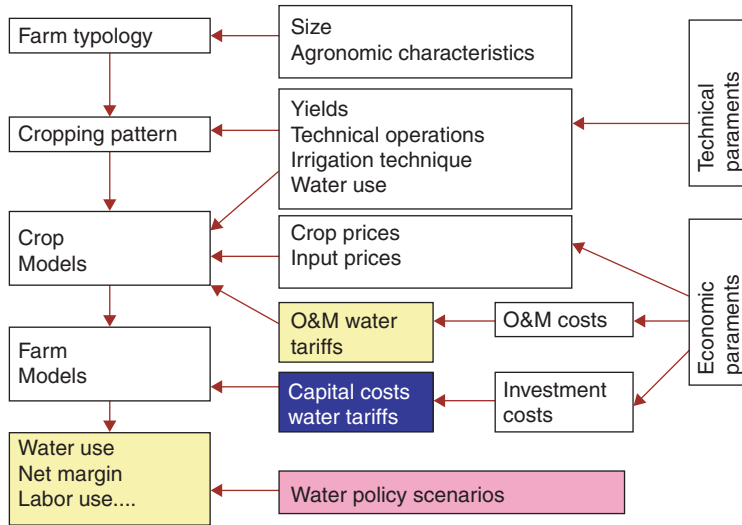 Farm typology
Size
Agronomic characteristics
Technical
paraments
Cropping pattern
Yields
Technical operations
Irrigation technique
Water use
Crop
Models
Crop prices
Input prices
Economic
paraments
O&M water
tariffs
O&M costs
Farm
Models
Capital costs
water tariffs
Investment
costs
Water use
Net margin
Labor use....
Water policy scenarios